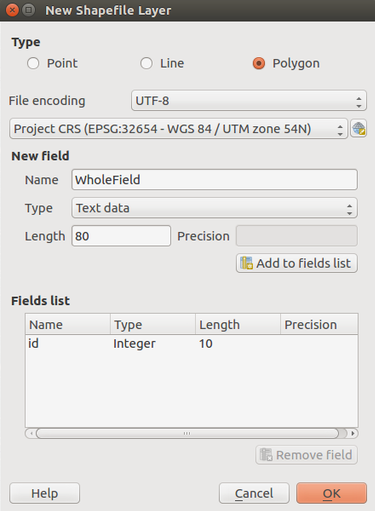 New Shapefile Layer
Type
Point Line Polygon
File encoding UTF-8
Project CRS (EPSG:32654 - WGS 84 / UTM zone 54N)
New field
Name WholeField
Type Text data
Length 80 Precision
Add to fields list
Fields list
Name Type Length Precision
id Integer 10
Remove field
Help Cancel OK